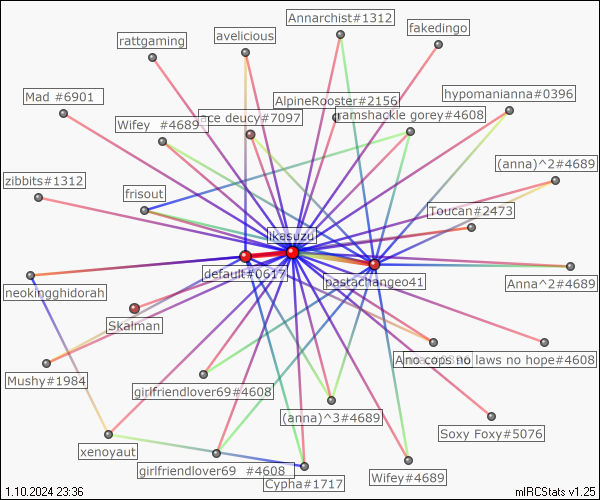 Annarchist#1312
fakedingo
avelicious
rattgaming
hypomanianna#0396
Mad #6901
AlpineRooster#2156
ace deucy#7097
ramshackle gorey#4608
Wifey  #4689
(anna)^2#4689
zibbits#1312
frisout
Toucan#2473
ikasuzu
default#0617
pastachangeo41
Anna^2#4689
neokingghidorah
Skalman
no cops no laws no hope#4608
Mushy#1984
girlfriendlover69#4608
(anna)^3#4689
Soxy Foxy#5076
xenoyaut
girlfriendlover69  #4608
Cypha#1717
Wifey#4689
1.10.2024 23:36
mIRCStats v1.25